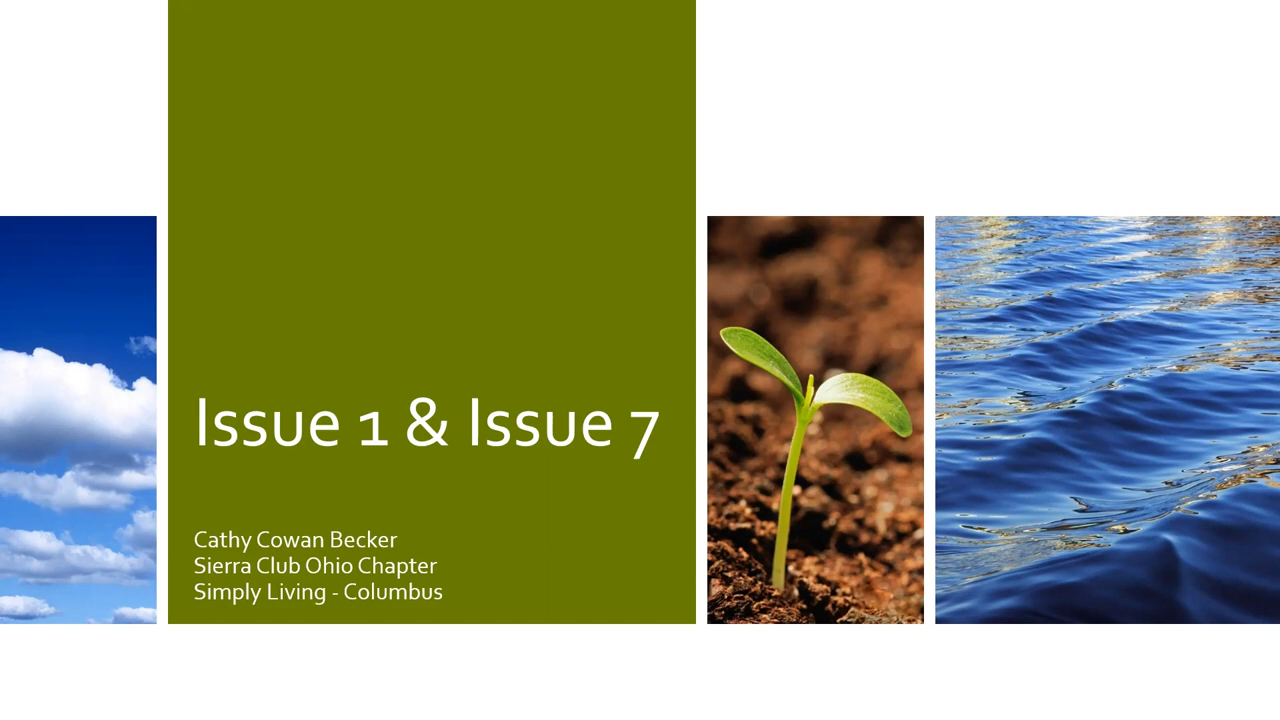 Issue 1 & Issue 7
Cathy Cowan Becker
Sierra Club Ohio Chapter
Simply Living - Columbus